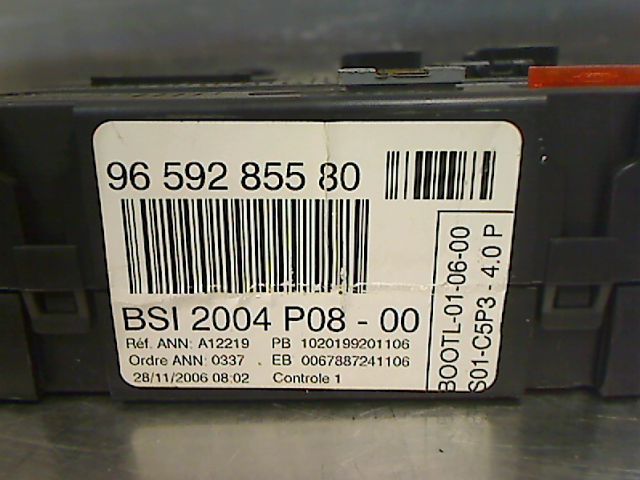 96 592 855 80
BSI 2004 P08 - 00
Réf. ANN: A12219 PB 1020199201106
Ordre ANN: 0337 EB 0067887241106
28/11/2006 08:02 Controle 1
BOOTL-01-06-00
S01-C5P3 - 4.0 P